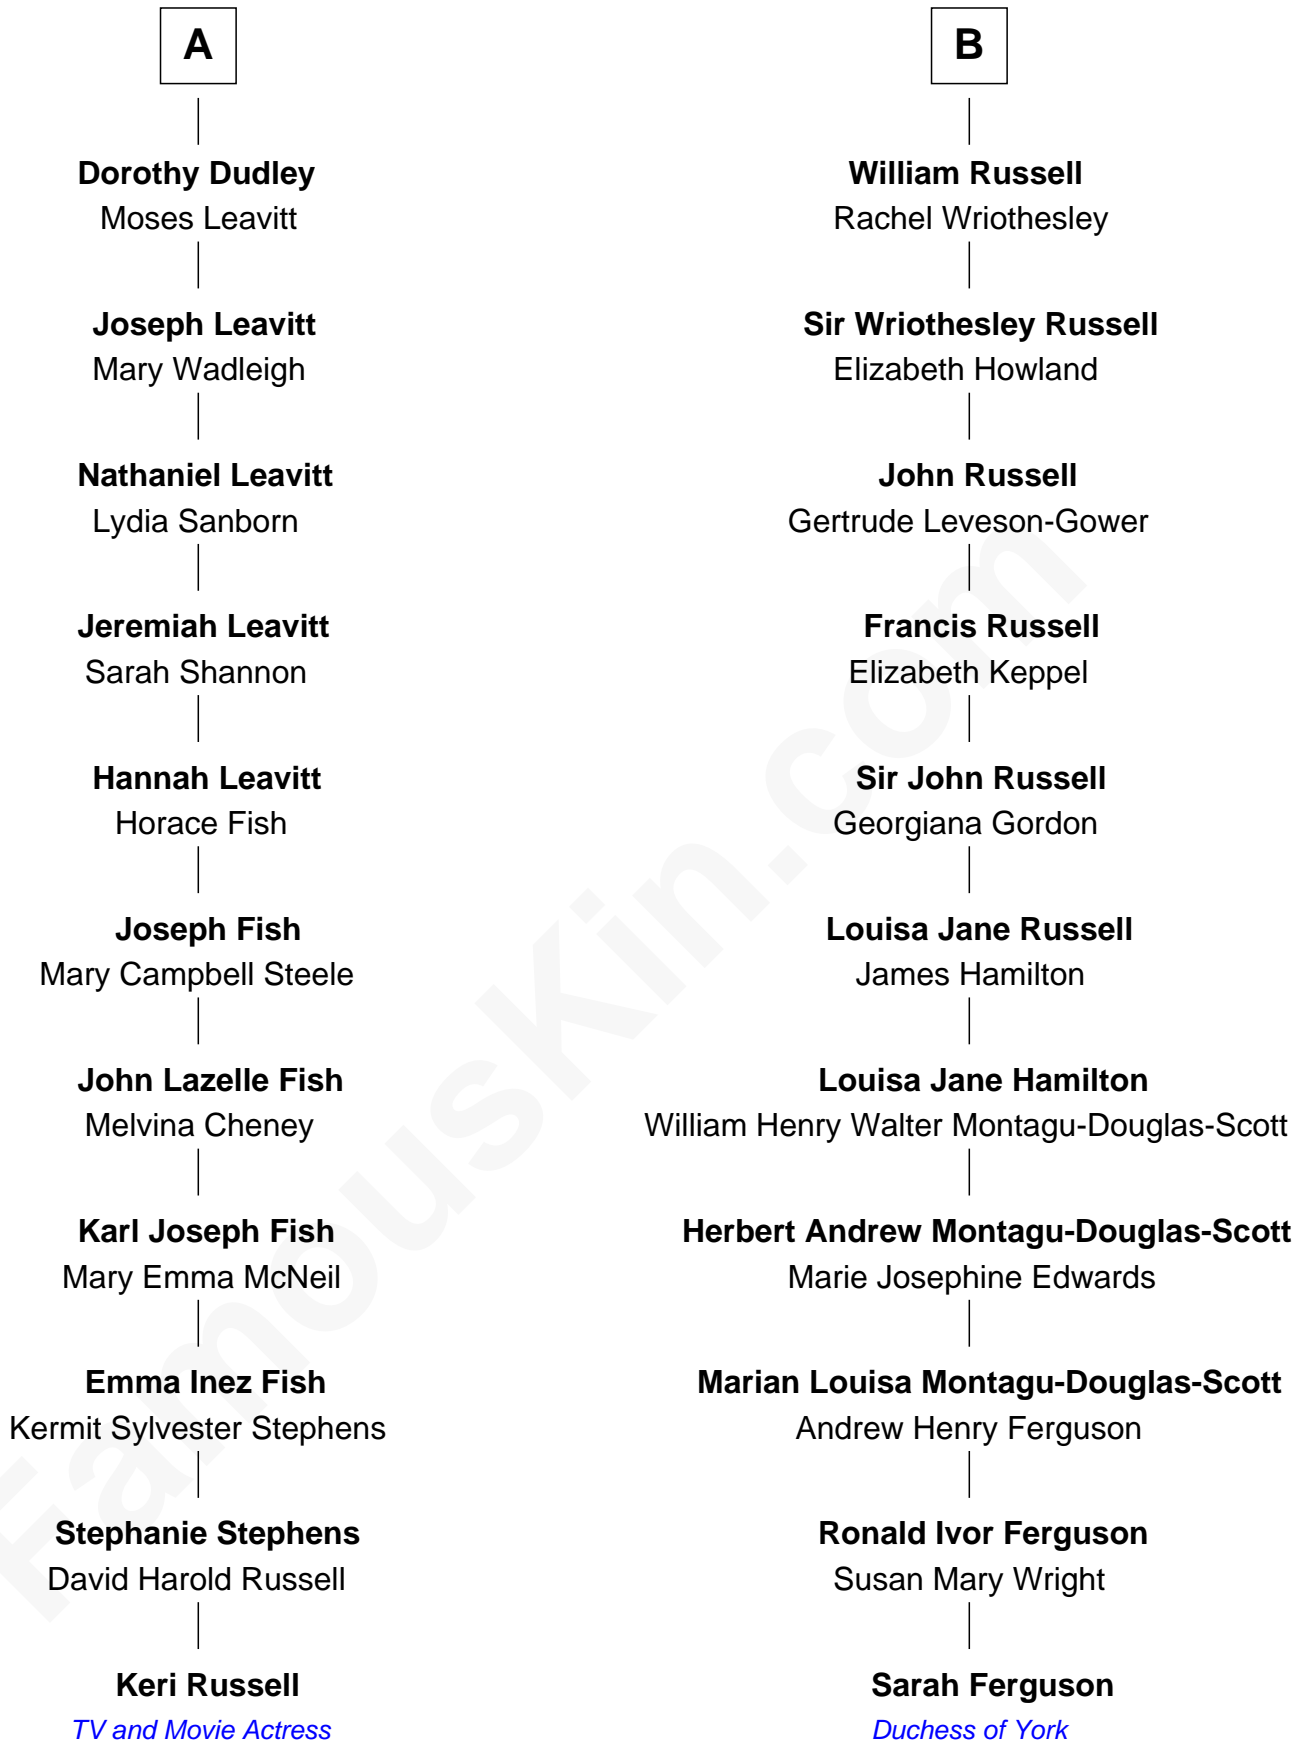 A
Dorothy Dudley
Moses Leavitt
Joseph Leavitt
Mary Wadleigh
Nathaniel Leavitt
Lydia Sanborn
Jeremiah Leavitt
Sarah Shannon
Hannah Leavitt
Horace Fish
Joseph Fish
Mary Campbell Steele
John Lazelle Fish
Melvina Cheney
Karl Joseph Fish
Mary Emma McNeil
Emma Inez Fish
Kermit Sylvester Stephens
Stephanie Stephens
David Harold Russell
Keri Russell
TV and Movie Actress
B
William Russell
Rachel Wriothesley
Sir Wriothesley Russell
Elizabeth Howland
John Russell
Gertrude Leveson-Gower
Francis Russell
Elizabeth Keppel
Sir John Russell
Georgiana Gordon
Louisa Jane Russell
James Hamilton
Louisa Jane Hamilton
William Henry Walter Montagu-Douglas-Scott
Herbert Andrew Montagu-Douglas-Scott
Marie Josephine Edwards
Marian Louisa Montagu-Douglas-Scott
Andrew Henry Ferguson
Ronald Ivor Ferguson
Susan Mary Wright
Sarah Ferguson
Duchess of York
FamousKin.com